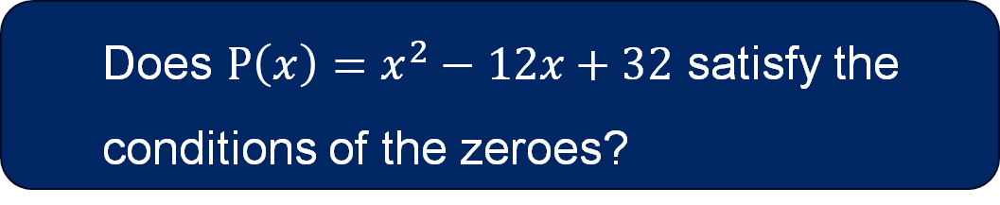 Does P(x) = x² − 12x + 32 satisfy the
conditions of the zeroes?